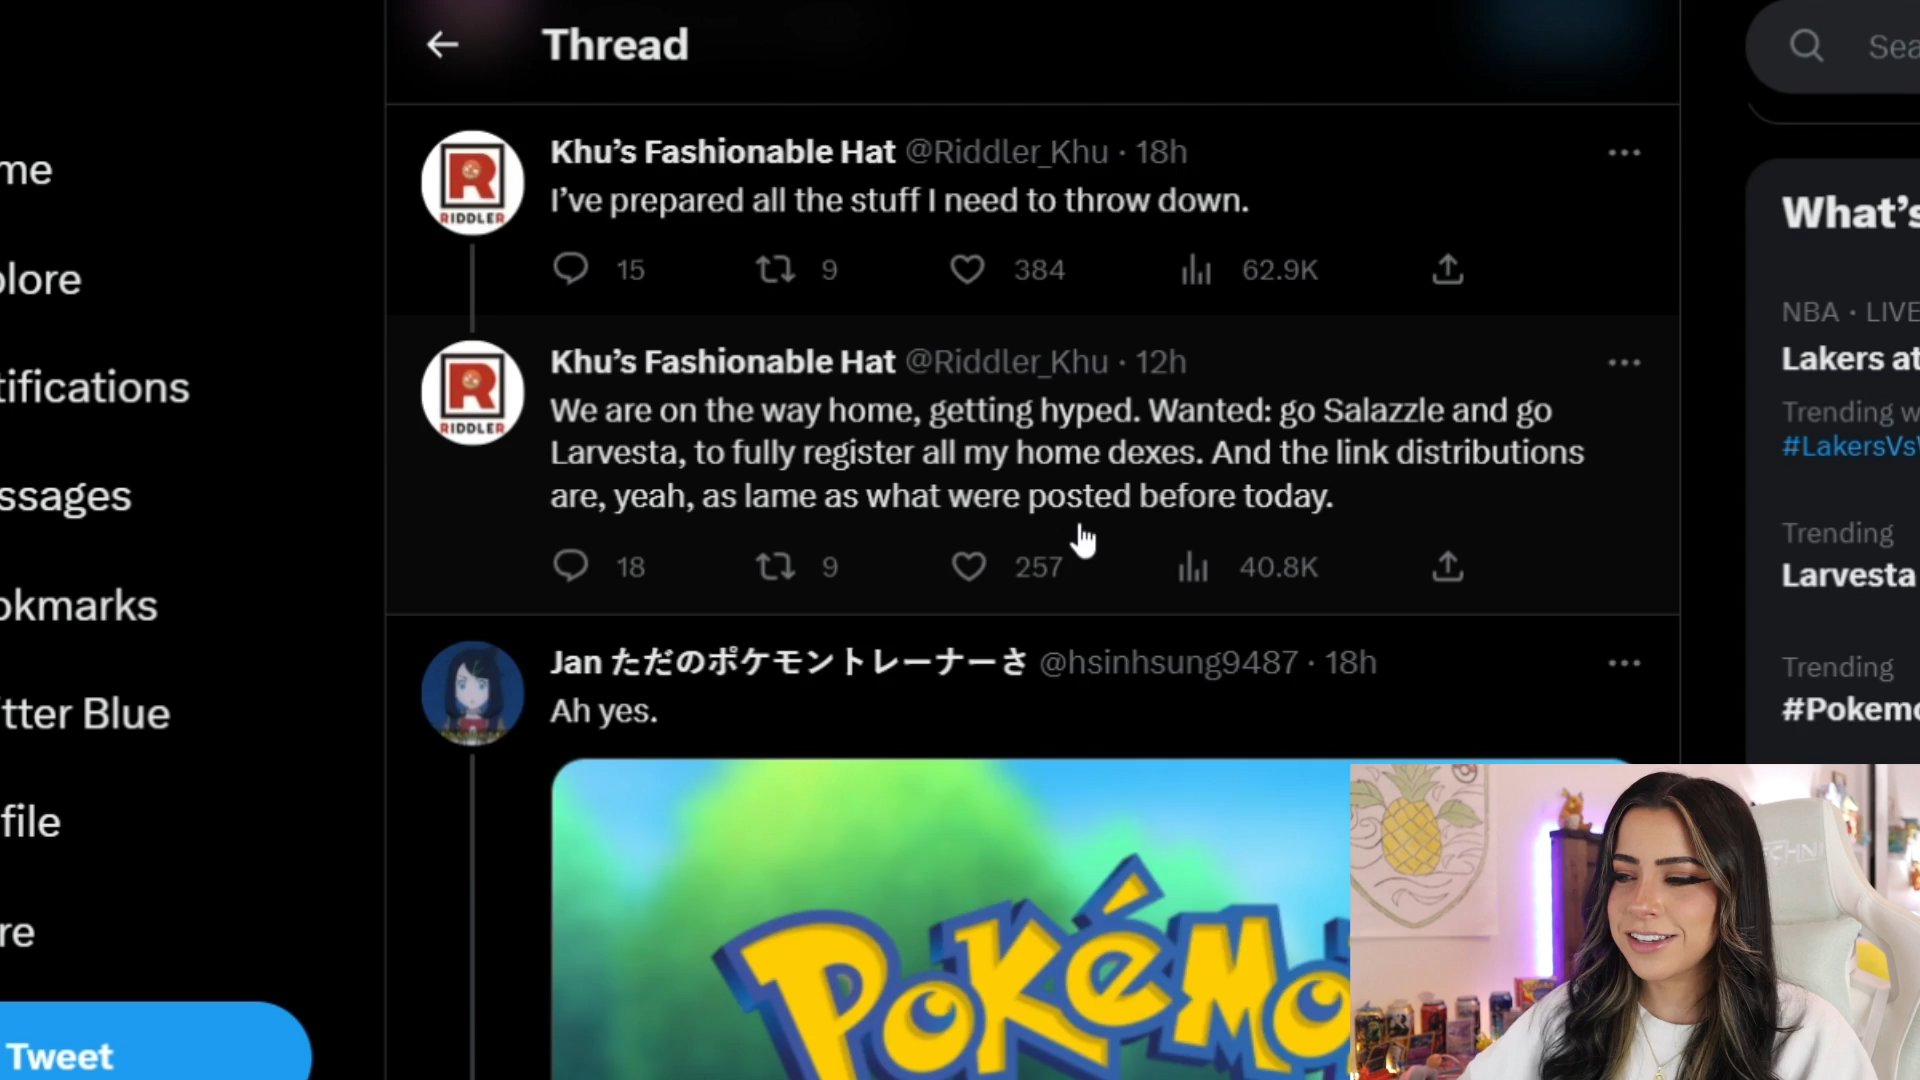 Thread
Sea
Khu's Fashionable Hat @Riddler_Khu · 18h
I've prepared all the stuff I need to throw down.
15 9 384 62.9K
RIDDLER
Khu's Fashionable Hat @Riddler_Khu · 12h
We are on the way home, getting hyped. Wanted: go Salazzle and go
Larvesta, to fully register all my home dexes. And the link distributions
are, yeah, as lame as what were posted before today.
18 9 257 40.8K
RIDDLER
Jan ただのポケモントレーナーさ @hsinhsung9487 · 18h
Ah yes.
POKéMO
me
lore
tifications
ssages
okmarks
tter Blue
file
re
Tweet
What's
NBA · LIVE
Lakers at
Trending w
#LakersVs
Trending
Larvesta
Trending
#Pokemo